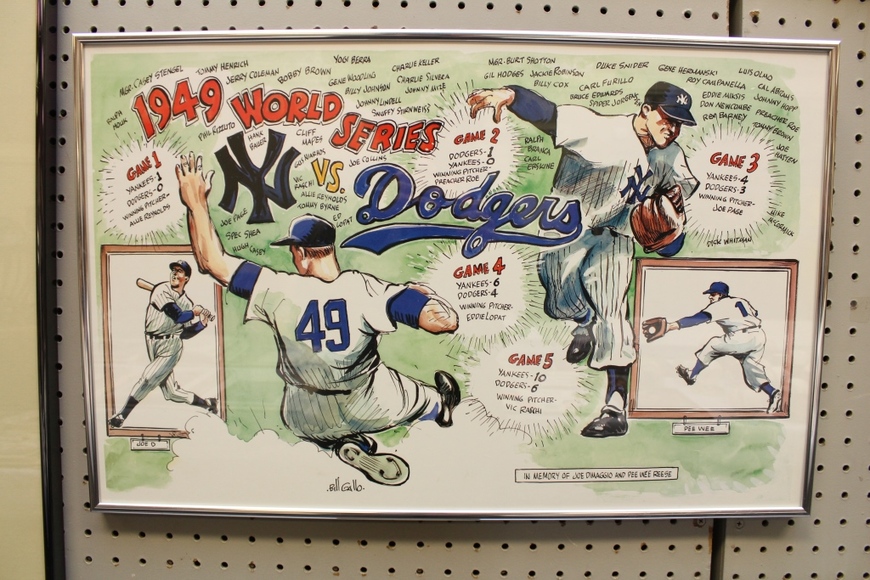 MGR. CASEY STENGEL
TOMMY HENRICH
YOGI BERRA
CHARLIE KELLER
MGR. BURT SHOTTON
DUKE SNIDER
GENE HERMANSKI
LUIS OLMO
JERRY COLEMAN
BOBBY BROWN
GENE WOODLING
CHARLIE SILVERA
GIL HODGES
JACKIE ROBINSON
ROY CAMPANELLA
CAL ABRAMS
RALPH
HOUK
BILLY JOHNSON
JOHNNY MIZE
BILLY COX
CARL FURILLO
EDDIE MIKSIS
JOHNNY HOPP
JOHNNY LINDELL
BRUCE EDWARDS
DON NEWCOMBE
PREACHER ROE
SNUFFY STIRNWEISS
SPIDER JORGENSEN
REX BARNEY
TOMMY BROWN
1949 WORLD
SERIES
PHIL RIZZUTO
HANK
BAUER
CLIFF
MAPES
GUS NIARHOS
JOE COLLINS
VIC
RASCHI
ALLIE REYNOLDS
TOMMY BYRNE
ED
LOPAT
JOE PAGE
SPEC SHEA
HUGH CASEY
RALPH
BRANCA
CARL
ERSKINE
JOE
HATTEN
MIKE
McCORMICK
DICK WHITMAN
NY
VS.
Dodgers
GAME 1
YANKEES-1
DODGERS-0
WINNING PITCHER-
ALLIE REYNOLDS
GAME 2
DODGERS-1
YANKEES-0
WINNING PITCHER-
PREACHER ROE
GAME 3
YANKEES-4
DODGERS-3
WINNING PITCHER-
JOE PAGE
GAME 4
YANKEES-6
DODGERS-4
WINNING PITCHER-
EDDIE LOPAT
GAME 5
YANKEES-10
DODGERS-6
WINNING PITCHER-
VIC RASCHI
NY
NY
49
1
JOE D
PEE WEE
IN MEMORY OF JOE DIMAGGIO AND PEE WEE REESE
Bill Gallo.